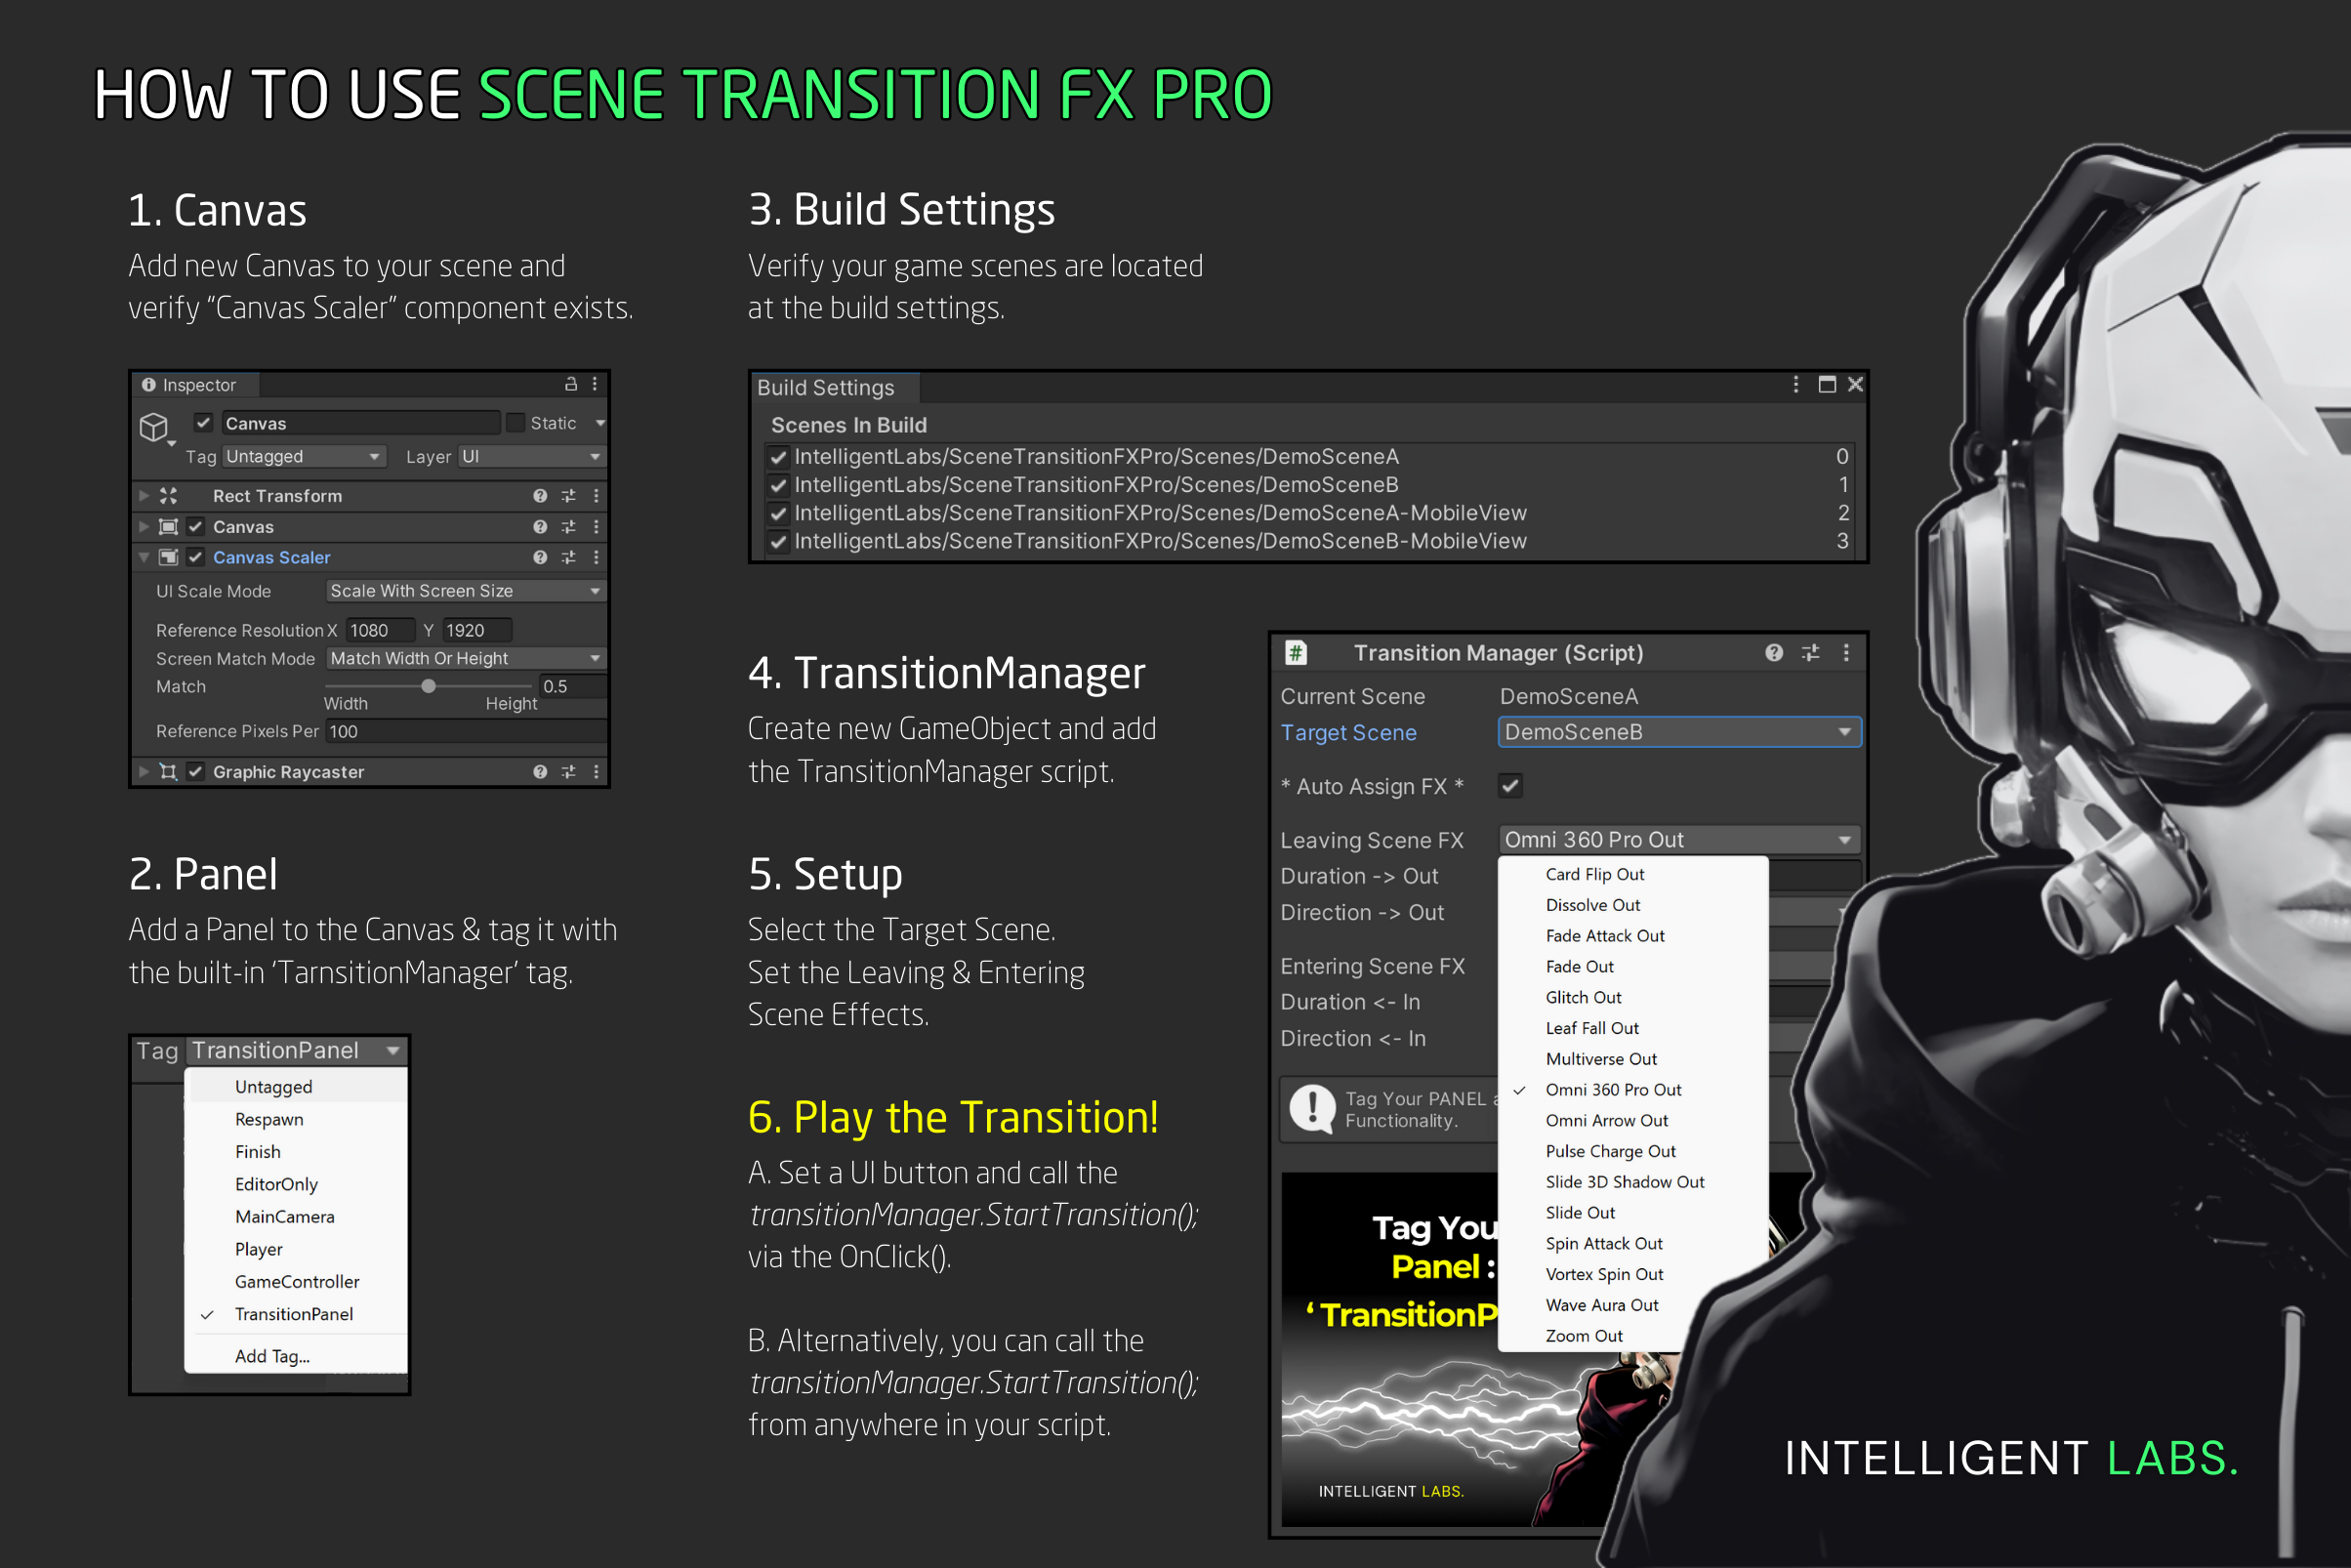 HOW TO USE SCENE TRANSITION FX PRO
1. Canvas
Add new Canvas to your scene and
verify “Canvas Scaler” component exists.
Inspector
Canvas
Static
Tag Untagged Layer UI
Rect Transform
Canvas
Canvas Scaler
UI Scale Mode Scale With Screen Size
Reference Resolution X 1080 Y 1920
Screen Match Mode Match Width Or Height
Match 0.5
Width Height
Reference Pixels Per 100
Graphic Raycaster
2. Panel
Add a Panel to the Canvas & tag it with
the built-in ‘TarnsitionManager’ tag.
Tag TransitionPanel
Untagged
Respawn
Finish
EditorOnly
MainCamera
Player
GameController
TransitionPanel
Add Tag...
3. Build Settings
Verify your game scenes are located
at the build settings.
Build Settings
Scenes In Build
IntelligentLabs/SceneTransitionFXPro/Scenes/DemoSceneA 0
IntelligentLabs/SceneTransitionFXPro/Scenes/DemoSceneB 1
IntelligentLabs/SceneTransitionFXPro/Scenes/DemoSceneA-MobileView 2
IntelligentLabs/SceneTransitionFXPro/Scenes/DemoSceneB-MobileView 3
4. TransitionManager
Create new GameObject and add
the TransitionManager script.
5. Setup
Select the Target Scene.
Set the Leaving & Entering
Scene Effects.
6. Play the Transition!
A. Set a UI button and call the
transitionManager.StartTransition();
via the OnClick().
B. Alternatively, you can call the
transitionManager.StartTransition();
from anywhere in your script.
# Transition Manager (Script)
Current Scene DemoSceneA
Target Scene DemoSceneB
* Auto Assign FX *
Leaving Scene FX Omni 360 Pro Out
Duration -> Out
Direction -> Out
Entering Scene FX
Duration <- In
Direction <- In
Card Flip Out
Dissolve Out
Fade Attack Out
Fade Out
Glitch Out
Leaf Fall Out
Multiverse Out
Omni 360 Pro Out
Omni Arrow Out
Pulse Charge Out
Slide 3D Shadow Out
Slide Out
Spin Attack Out
Vortex Spin Out
Wave Aura Out
Zoom Out
Tag Your PANEL a
Functionality.
Tag You
Panel :
‘ TransitionP
INTELLIGENT LABS.
INTELLIGENT LABS.